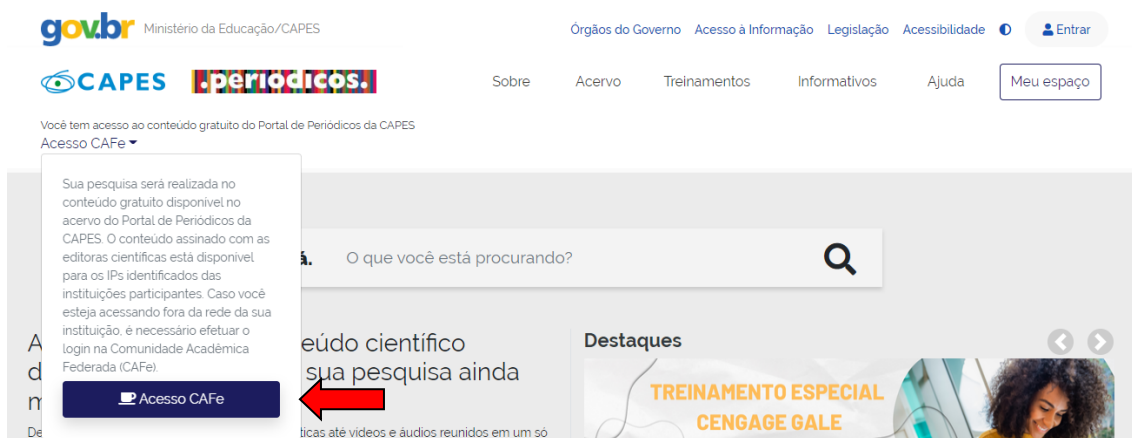 gov.br Ministério da Educação/CAPES Órgãos do Governo Acesso à Informação Legislação Acessibilidade Entrar
CAPES .periódicos. Sobre Acervo Treinamentos Informativos Ajuda Meu espaço
Você tem acesso ao conteúdo gratuito do Portal de Periódicos da CAPES
Acesso CAFe
Sua pesquisa será realizada no
conteúdo gratuito disponível no
acervo do Portal de Periódicos da
CAPES. O conteúdo assinado com as
editoras científicas está disponível
para os IPs identificados das
instituições participantes. Caso você
esteja acessando fora da rede da sua
instituição, é necessário efetuar o
login na Comunidade Acadêmica
Federada (CAFe).
Acesso CAFe
á. O que você está procurando?
A
eúdo científico
d
sua pesquisa ainda
m
De
ticas até vídeos e áudios reunidos em um só
Destaques
TREINAMENTO ESPECIAL
CENGAGE GALE